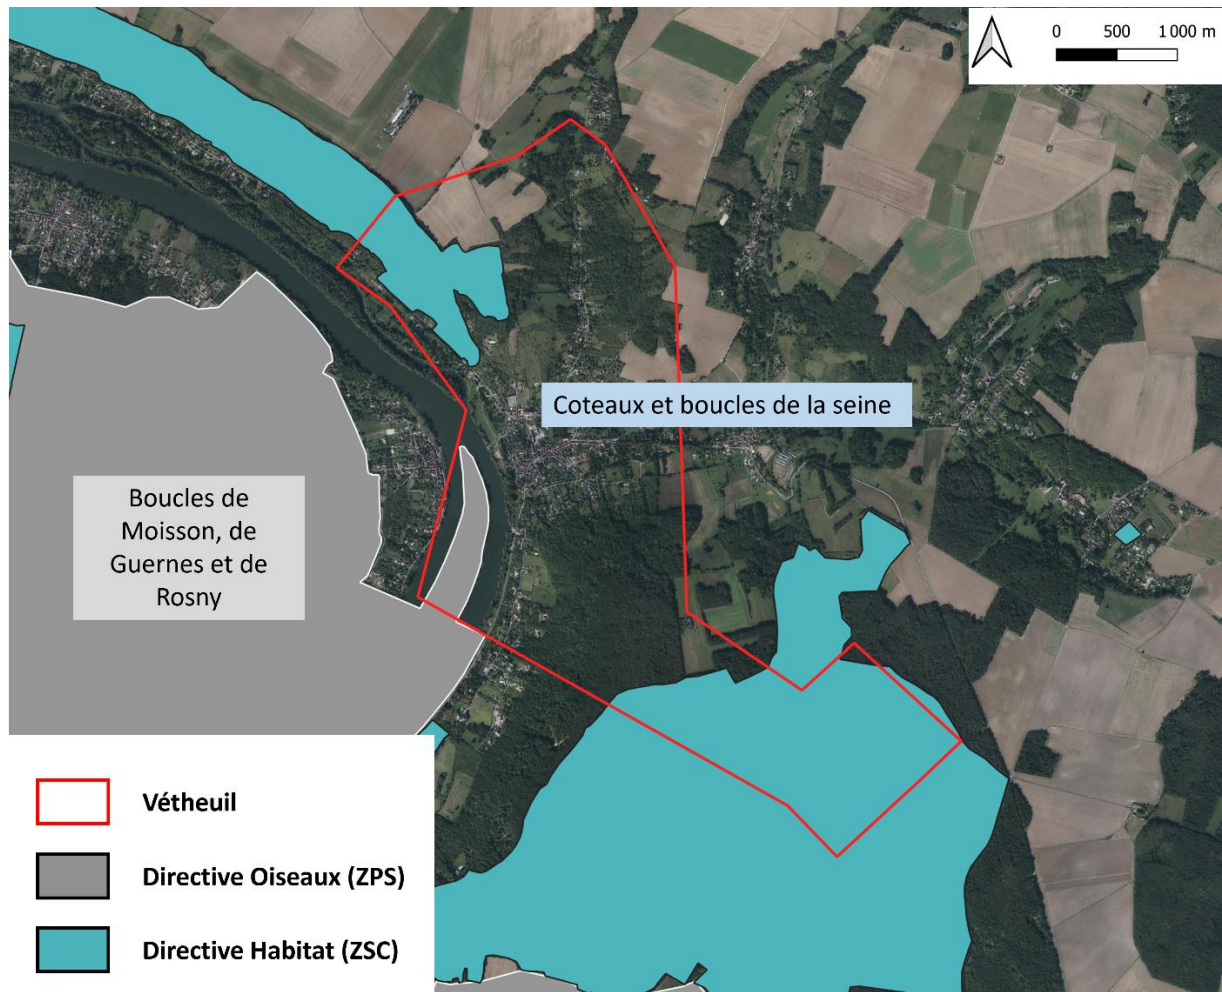 0 500 1 000 m
Coteaux et boucles de la seine
Boucles de
Moisson, de
Guernes et de
Rosny
Vétheuil
Directive Oiseaux (ZPS)
Directive Habitat (ZSC)